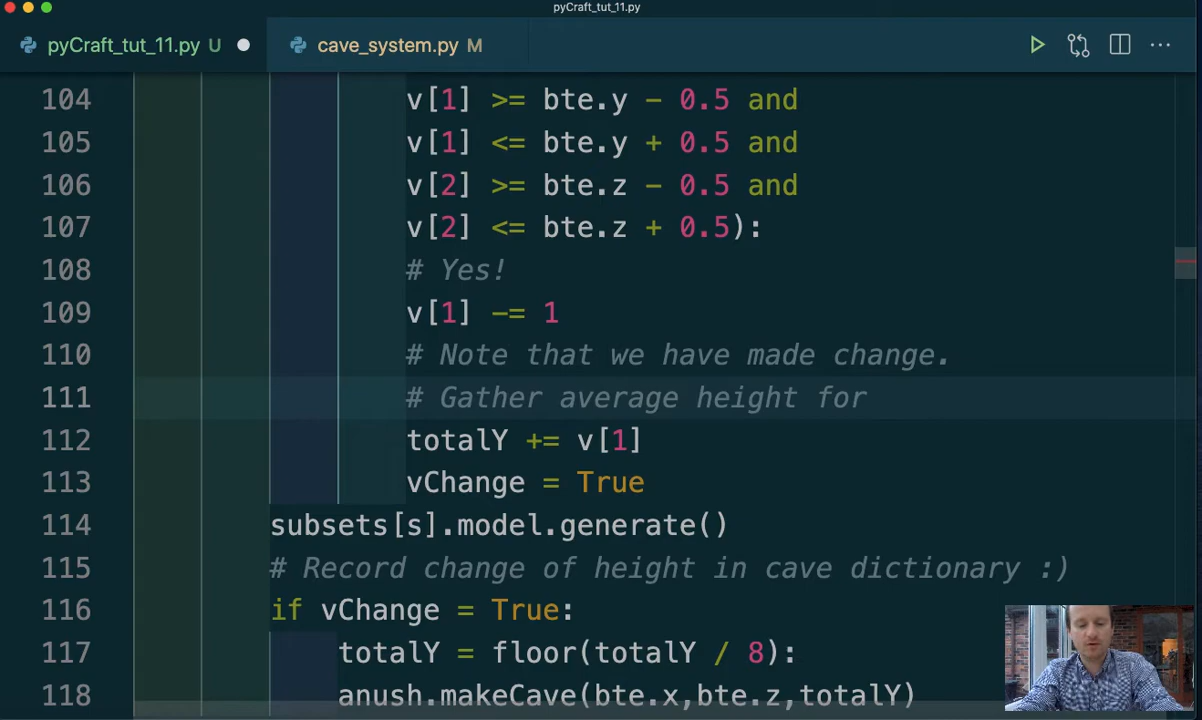 pyCraft_tut_11.py
pyCraft_tut_11.py U
cave_system.py M
104 v[1] >= bte.y - 0.5 and
105 v[1] <= bte.y + 0.5 and
106 v[2] >= bte.z - 0.5 and
107 v[2] <= bte.z + 0.5):
108 # Yes!
109 v[1] -= 1
110 # Note that we have made change.
111 # Gather average height for
112 totalY += v[1]
113 vChange = True
114 subsets[s].model.generate()
115 # Record change of height in cave dictionary :)
116 if vChange = True:
117 totalY = floor(totalY / 8):
118 anush.makeCave(bte.x,bte.z,totalY)